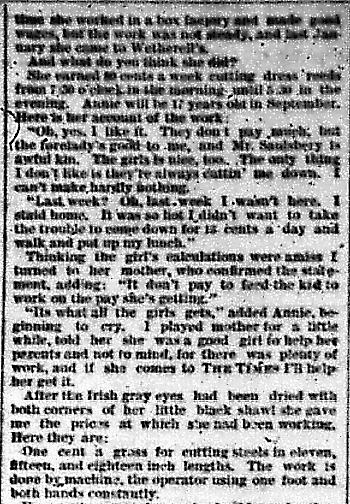 time she worked in a box factory and made good
wages, but the work was not steady, and last Jan-
uary she came to Wetherell's.
And what do you think she did?
She earned 80 cents a week cutting dress reeds
from 7.30 o'clock in the morning until 5.30 in the
evening. Annie will be 17 years old in September.
Here is her account of the work:
"Oh, yes, I like it. They don't pay much, but
the forelady's good to me, and Mr. Saulsbery is
awful kin. The girls is nice, too. The only thing
I don't like is they're always cuttin' me down. I
can't make hardly nothing.
"Last week? Oh, last week I wasn't here. I
staid home. It was so hot I didn't want to take
the trouble to come down for 15 cents a day and
walk and put up my lunch."
Thinking the girl's calculations were amiss I
turned to her mother, who confirmed the state-
ment, adding: "It don't pay to feed the kid to
work on the pay she's getting."
"Its what all the girls gets," added Annie, be-
ginning to cry. I played mother for a little
while, told her she was a good girl to help her
parents and not to mind, for there was plenty of
work, and if she comes to THE TIMES I'll help
her get it.
After the Irish gray eyes had been dried with
both corners of her little black shawl she gave
me the prices at which she had been working.
Here they are:
One cent a grass for cutting steels in eleven,
fifteen, and eighteen inch lengths. The work is
done by machine, the operator using one foot and
both hands constantly.